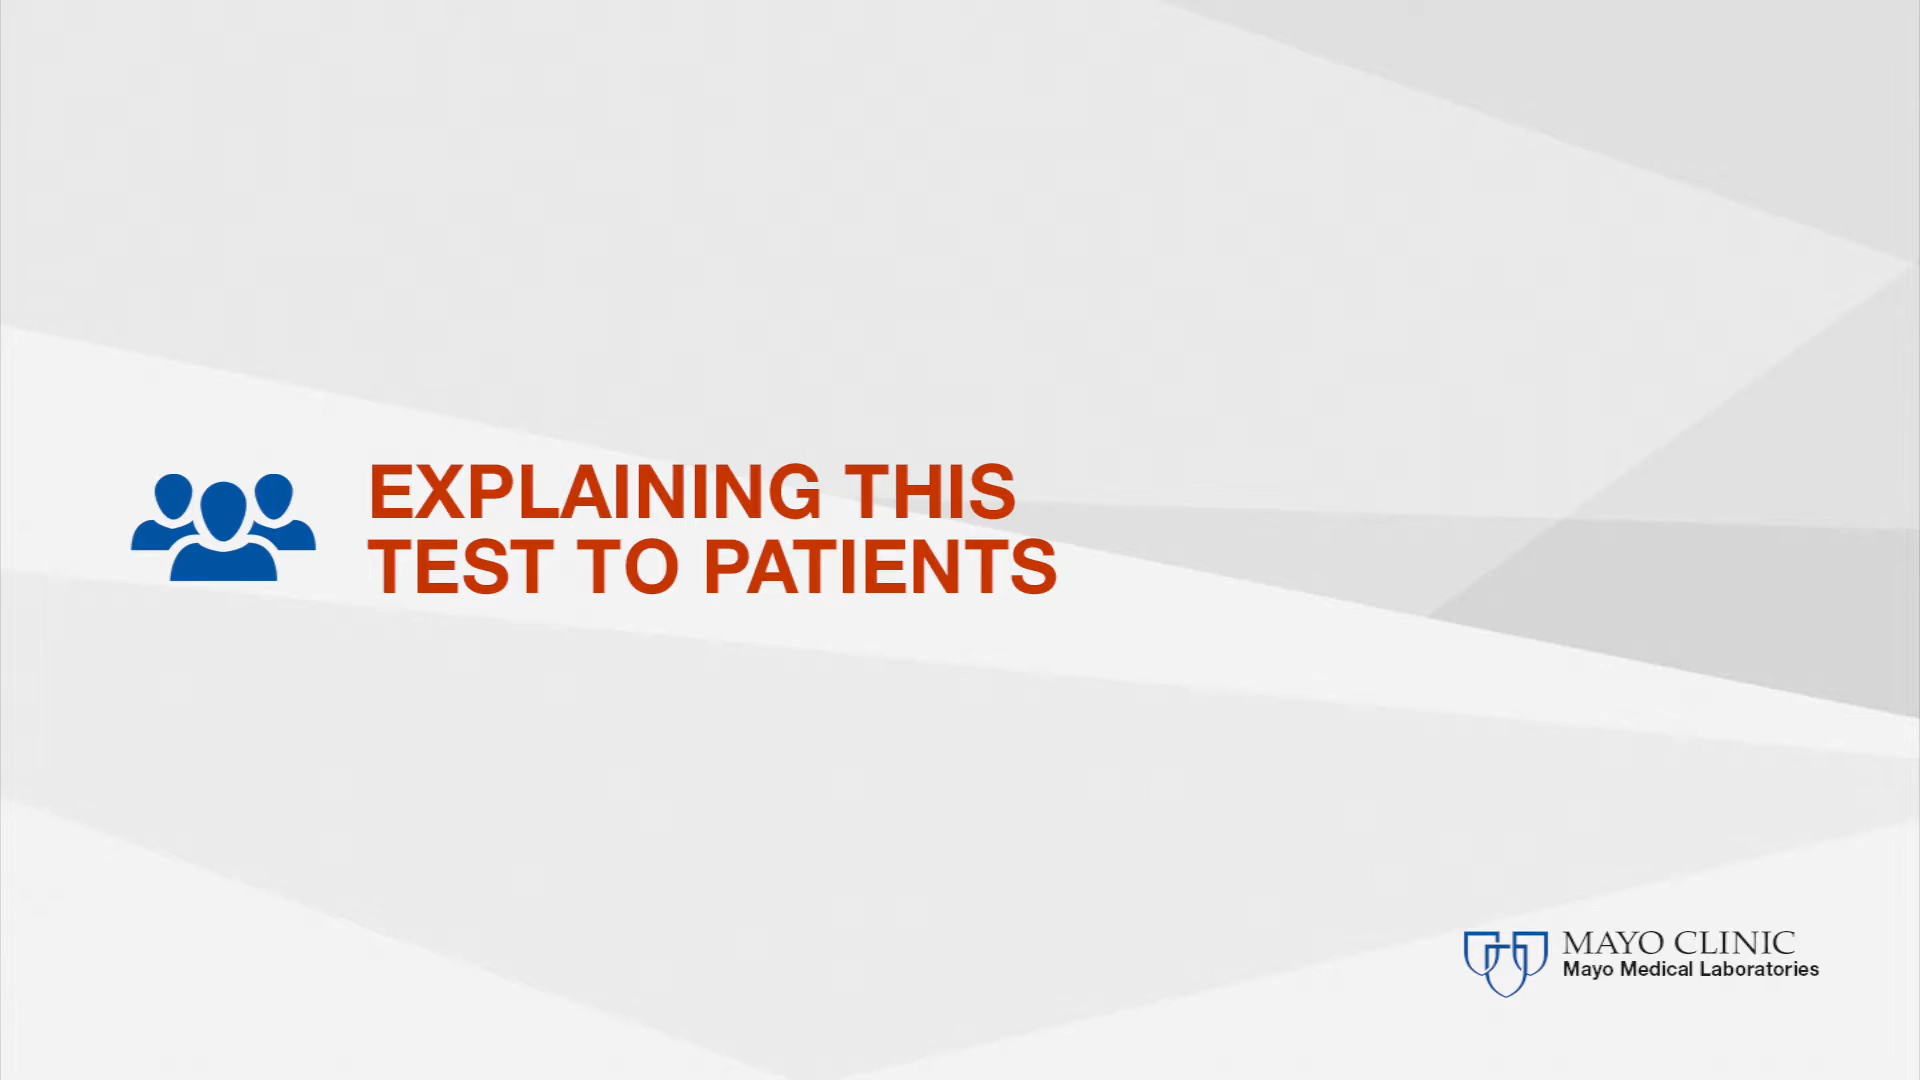 EXPLAINING THIS
TEST TO PATIENTS
MAYO CLINIC
Mayo Medical Laboratories